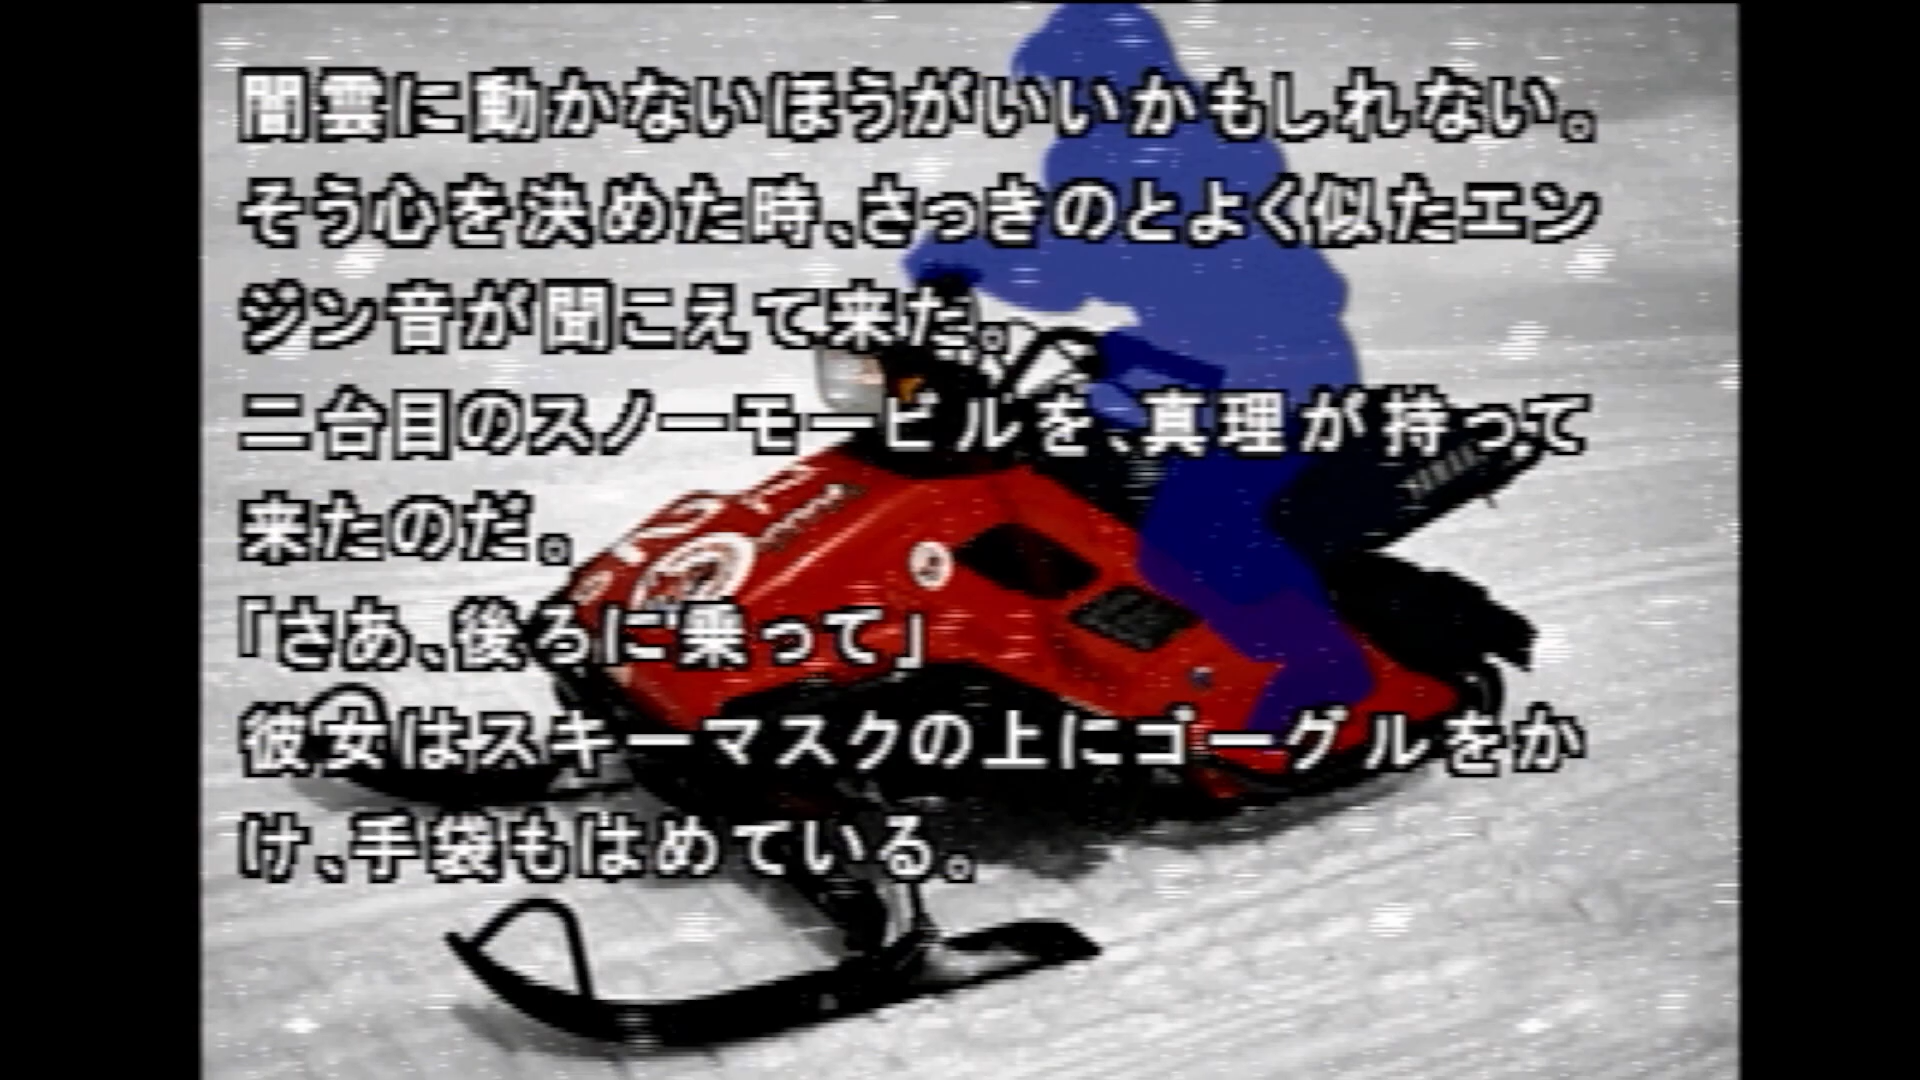 闇雲に動かないほうがいいかもしれない。
そう心を決めた時、さっきのとよく似たエン
ジン音が聞こえて来た。
二台目のスノーモービルを、真理が持って
来たのだ。
「さあ、後ろに乗って」
彼女はスキーマスクの上にゴーグルをか
け、手袋もはめている。